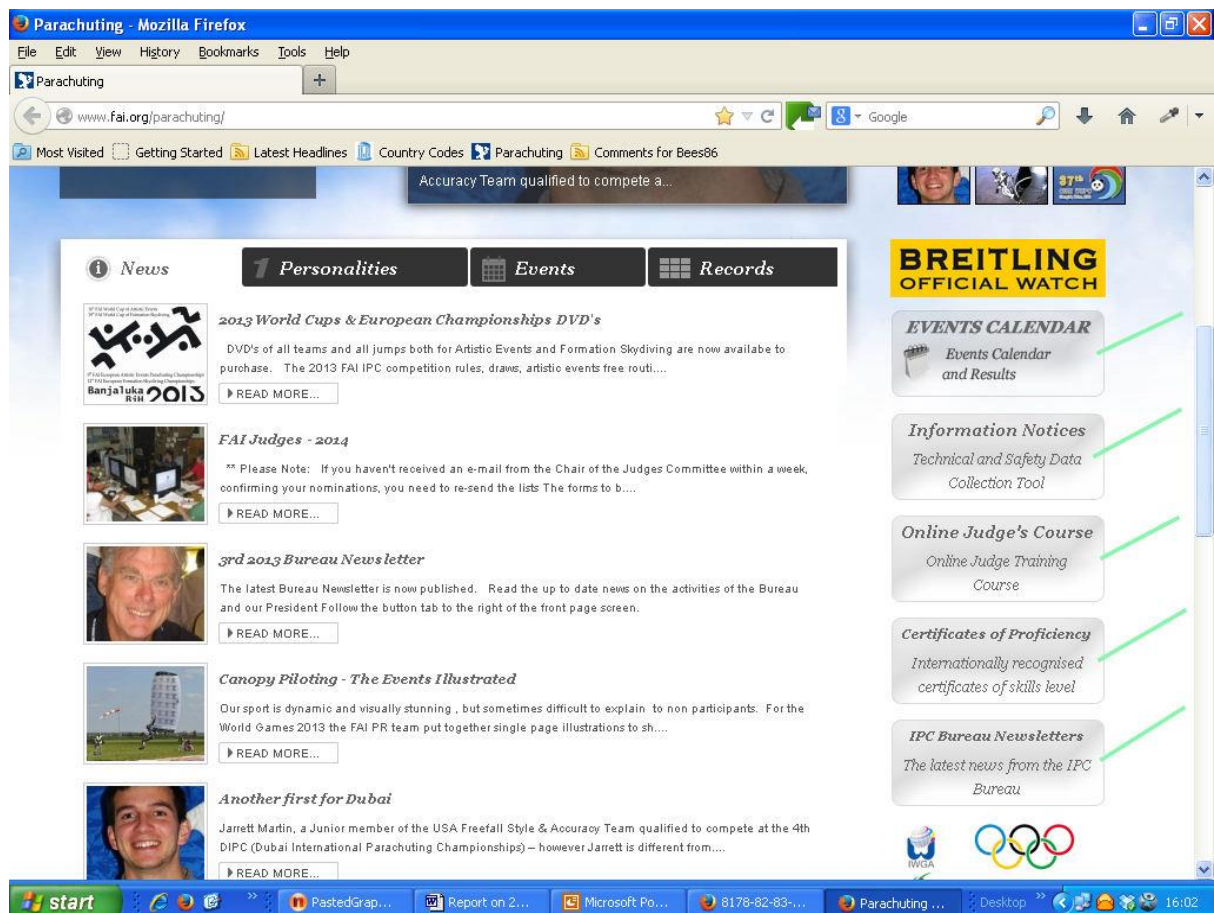 Parachuting - Mozilla Firefox
File Edit View History Bookmarks Tools Help
Parachuting
www.fai.org/parachuting/
Google
Most Visited Getting Started Latest Headlines Country Codes Parachuting Comments for Bees86
Accuracy Team qualified to compete a...
37th
News Personalities Events Records
BREITLING
OFFICIAL WATCH
Banjaluka
BiH 2013
2013 World Cups & European Championships DVD's
DVD's of all teams and all jumps both for Artistic Events and Formation Skydiving are now availabe to
purchase. The 2013 FAI IPC competition rules, draws, artistic events free routi....
READ MORE...
FAI Judges - 2014
** Please Note: If you haven't received an e-mail from the Chair of the Judges Committee within a week,
confirming your nominations, you need to re-send the lists The forms to b....
READ MORE...
3rd 2013 Bureau Newsletter
The latest Bureau Newsletter is now published. Read the up to date news on the activities of the Bureau
and our President Follow the button tab to the right of the front page screen.
READ MORE...
Canopy Piloting - The Events Illustrated
Our sport is dynamic and visually stunning , but sometimes difficult to explain to non participants. For the
World Games 2013 the FAI PR team put together single page illustrations to sh....
READ MORE...
Another first for Dubai
Jarrett Martin, a Junior member of the USA Freefall Style & Accuracy Team qualified to compete at the 4th
DIPC (Dubai International Parachuting Championships) – however Jarrett is different from....
READ MORE...
EVENTS CALENDAR
Events Calendar
and Results
Information Notices
Technical and Safety Data
Collection Tool
Online Judge's Course
Online Judge Training
Course
Certificates of Proficiency
Internationally recognised
certificates of skills level
IPC Bureau Newsletters
The latest news from the IPC
Bureau
IWGA
start PastedGrap... Report on 2... Microsoft Po... 8178-82-83-... Parachuting ... Desktop 16:02